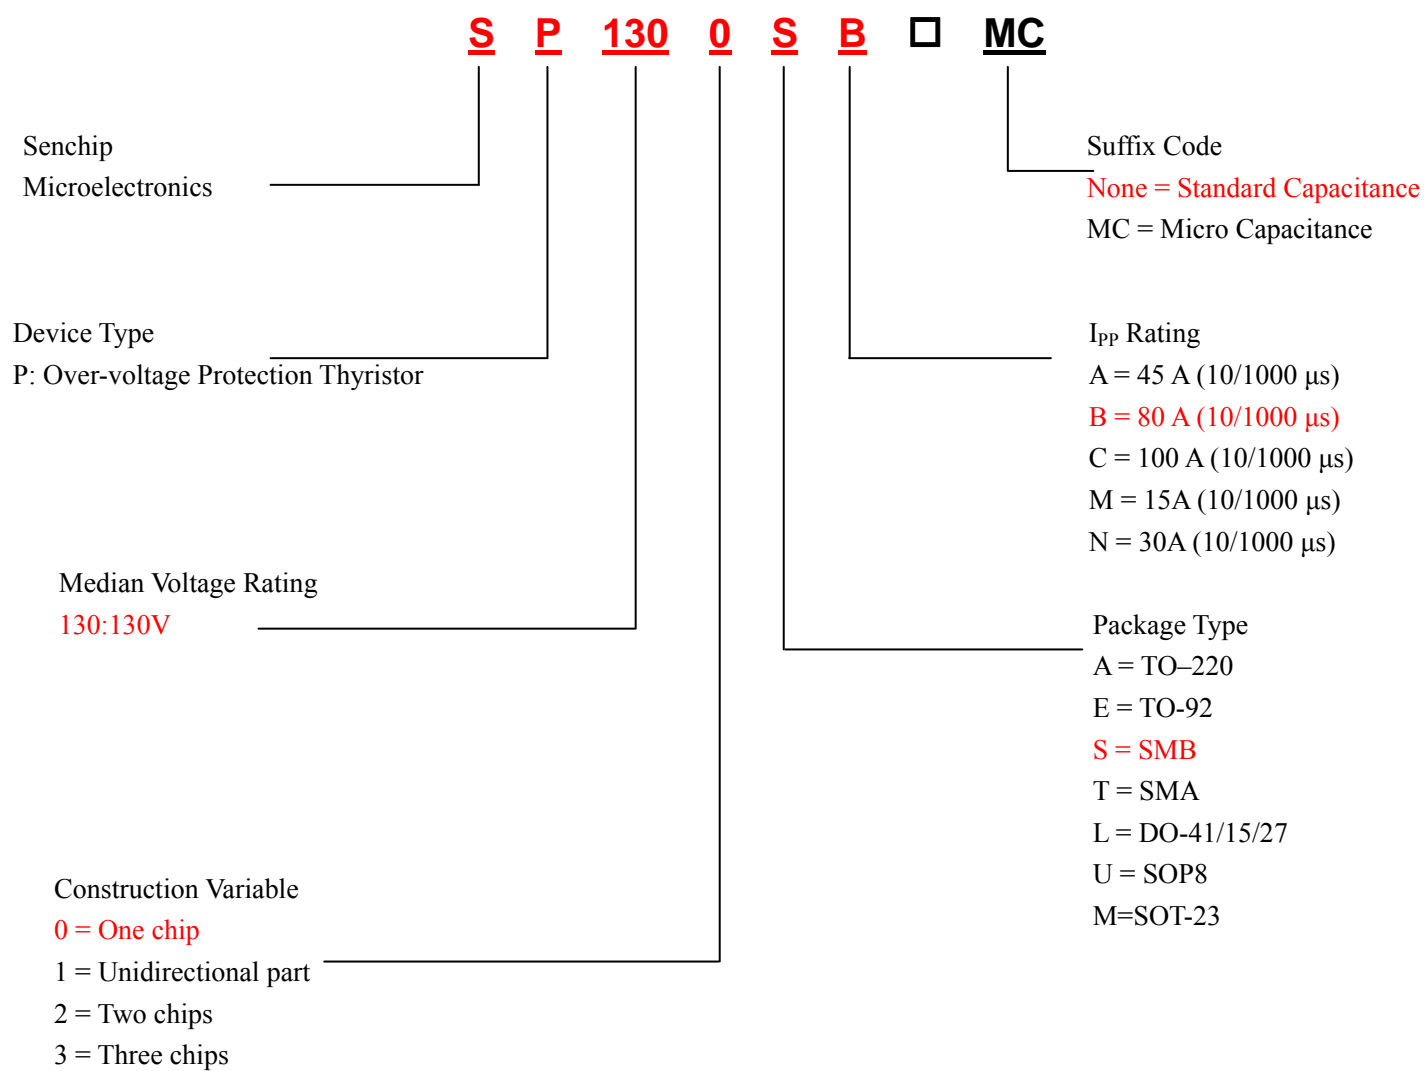 S P 130 0 S B □ MC
Senchip
Microelectronics
Suffix Code
None = Standard Capacitance
MC = Micro Capacitance
Device Type
P: Over-voltage Protection Thyristor
IPP Rating
A = 45 A (10/1000 μs)
B = 80 A (10/1000 μs)
C = 100 A (10/1000 μs)
M = 15A (10/1000 μs)
N = 30A (10/1000 μs)
Median Voltage Rating
130:130V
Package Type
A = TO–220
E = TO-92
S = SMB
T = SMA
L = DO-41/15/27
U = SOP8
M=SOT-23
Construction Variable
0 = One chip
1 = Unidirectional part
2 = Two chips
3 = Three chips